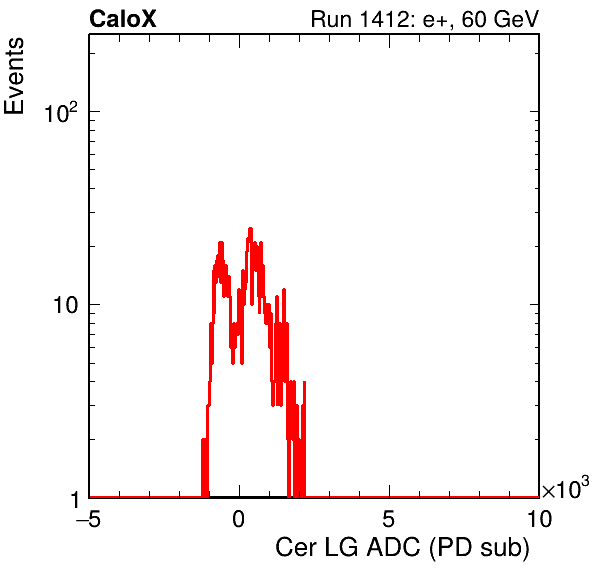 CaloX Run 1412: e+, 60 GeV
Events
10²
10
1
−5 0 5 10
×10³
Cer LG ADC (PD sub)